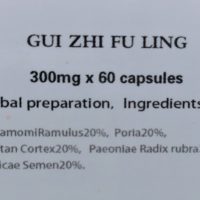 GUI ZHI FU LING
300mg x 60 capsules
bal preparation, Ingredients
amomiRamulus20%, Poria20%,
tan Cortex20%, Paeoniae Radix rubra
icae Semen20%.